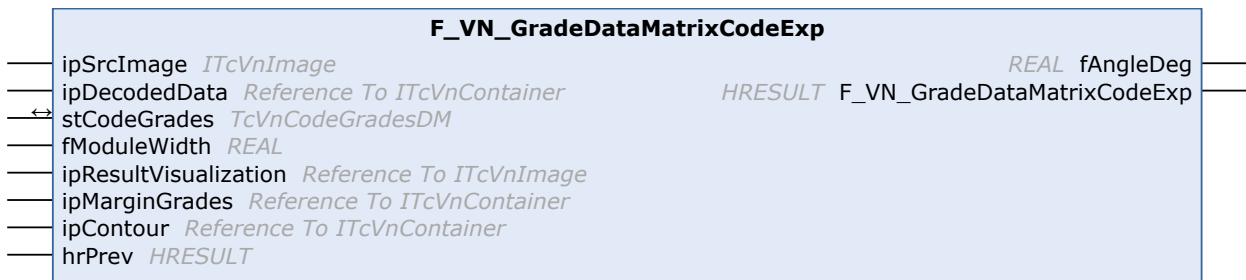 F_VN_GradeDataMatrixCodeExp
ipSrcImage ITcVnImage REAL fAngleDeg
ipDecodedData Reference To ITcVnContainer HRESULT F_VN_GradeDataMatrixCodeExp
↔ stCodeGrades TcVnCodeGradesDM
fModuleWidth REAL
ipResultVisualization Reference To ITcVnImage
ipMarginGrades Reference To ITcVnContainer
ipContour Reference To ITcVnContainer
hrPrev HRESULT